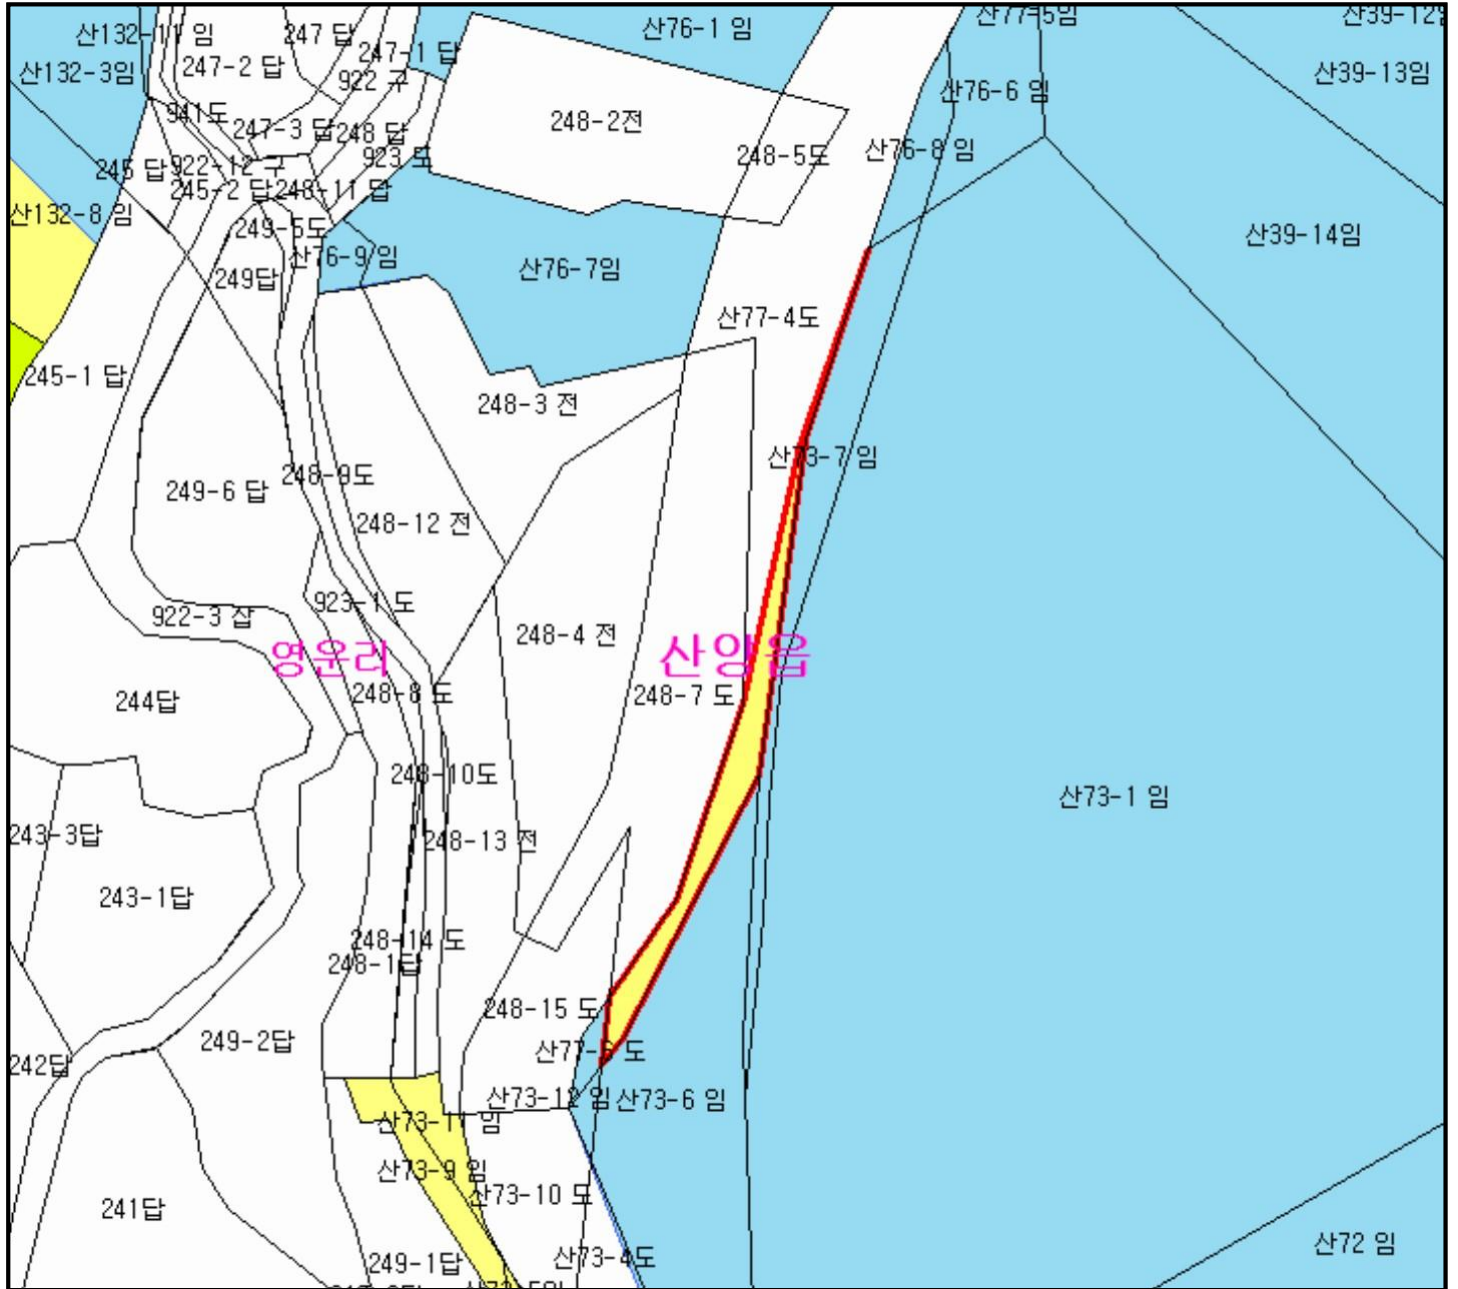 산132-11 임
247 답
산76-1 임
산77-5임
247-1 답
산132-3임
247-2 답
922 구
산39-13임
산76-6 임
941도
248-2전
247-3 답
248 답
245 답
922-12 구
923 도
248-5도
산76-8 임
245-2 답
248-11 답
산132-8 임
249-5도
산39-14임
산76-9 임
249답
산76-7임
산77-4도
245-1 답
248-3 전
산73-7 임
248-9도
249-6 답
248-12 전
923-1 도
922-3 잡
248-4 전
영운리
산양읍
248-8 도
248-7 도
244답
248-10도
산73-1 임
243-3답
248-13 전
243-1답
248-14 도
248-1답
248-15 도
249-2답
산77-6 도
242답
산73-12 임
산73-6 임
산73-11 임
산73-9 임
산73-10 도
241답
산72 임
249-1답
산73-4도